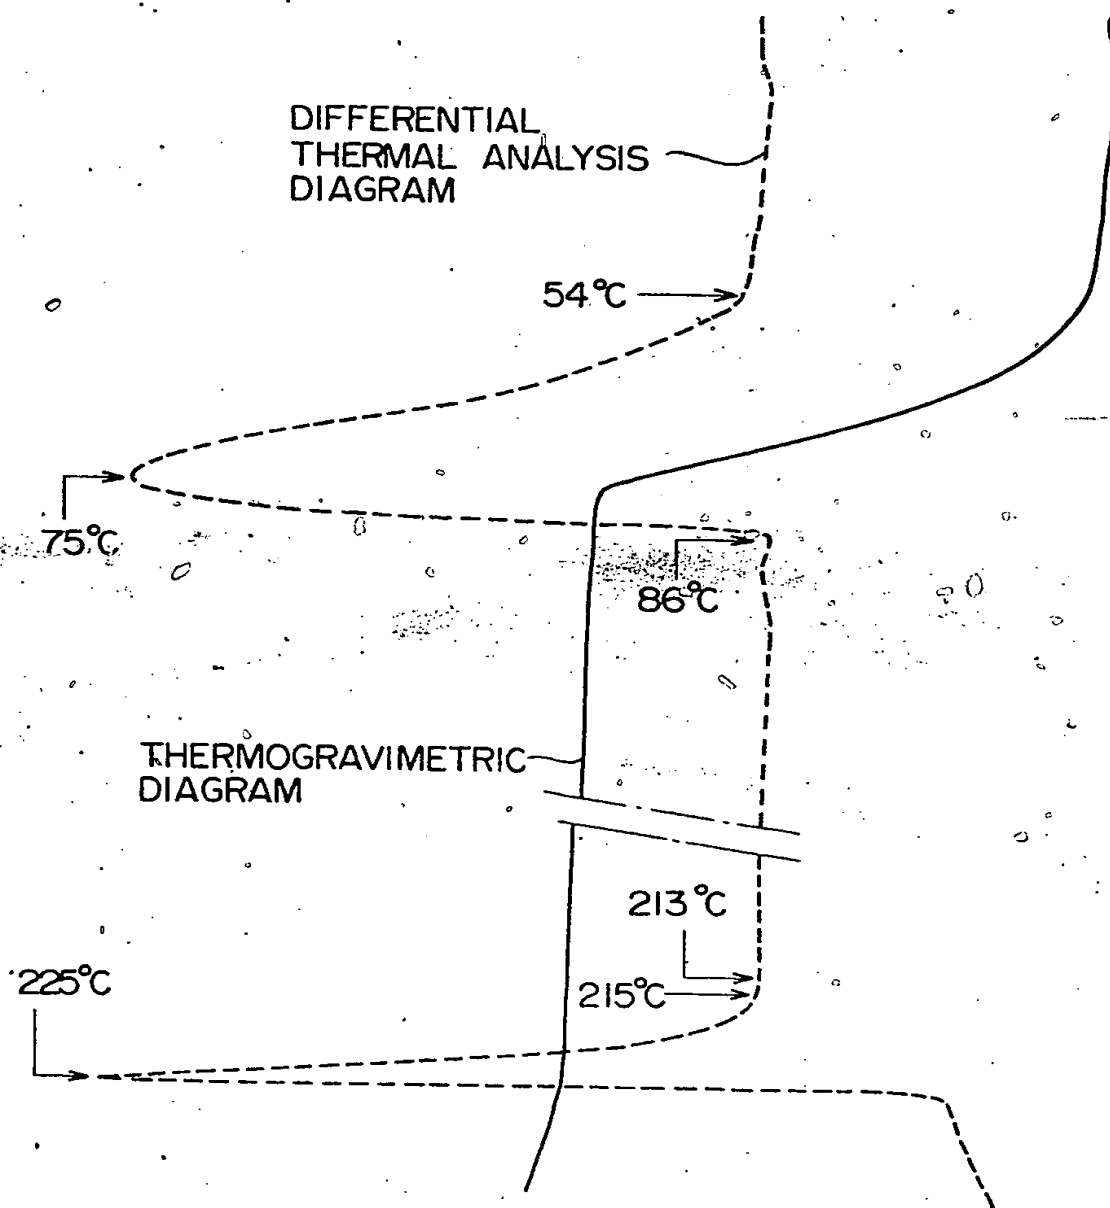 DIFFERENTIAL
THERMAL ANALYSIS
DIAGRAM
54°C
75°C
86°C
THERMOGRAVIMETRIC
DIAGRAM
213°C
225°C
215°C